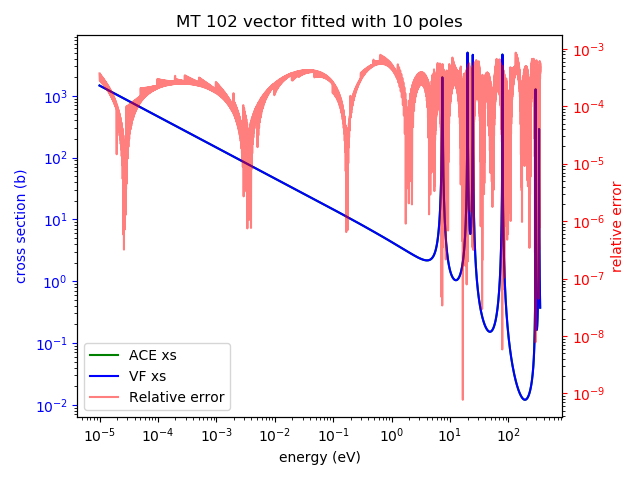 MT 102 vector fitted with 10 poles
cross section (b)
10³
10²
10¹
10⁰
10⁻¹
10⁻²
10⁻³
10⁻⁴
10⁻⁵
10⁻⁶
10⁻⁷
10⁻⁸
10⁻⁹
relative error
ACE xs
VF xs
Relative error
10⁻⁵ 10⁻⁴ 10⁻³ 10⁻² 10⁻¹ 10⁰ 10¹ 10²
energy (eV)